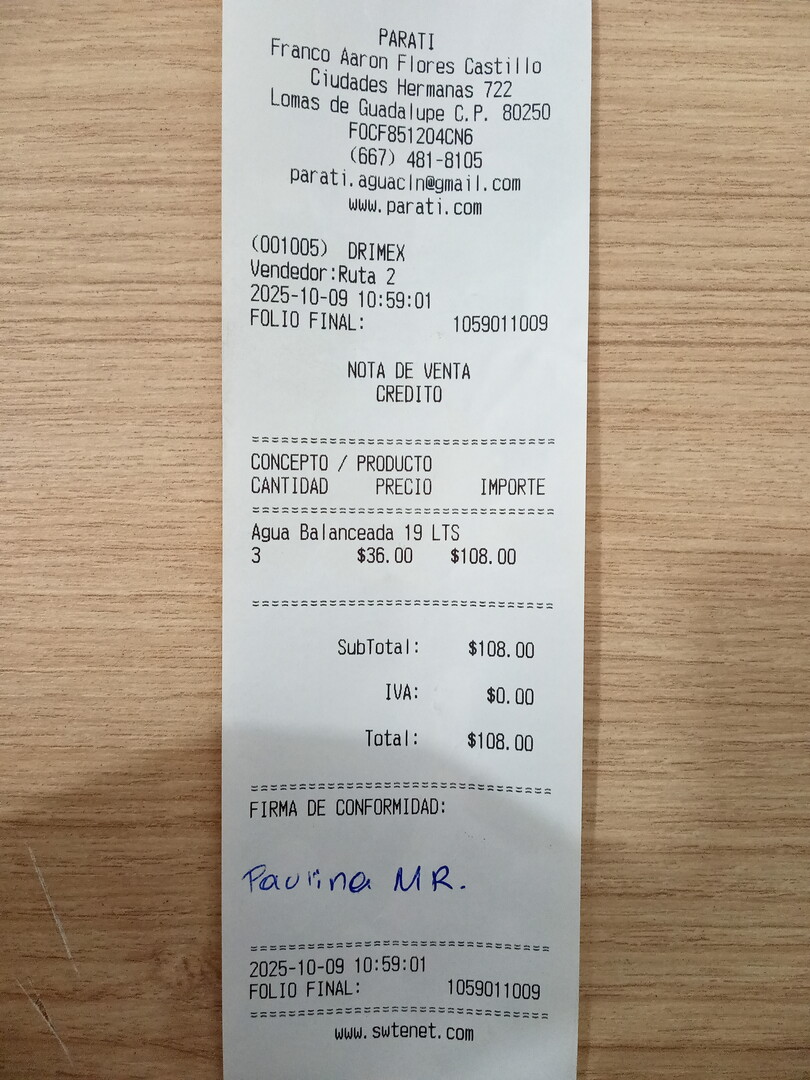 PARATI
Franco Aaron Flores Castillo
Ciudades Hermanas 722
Lomas de Guadalupe C.P. 80250
FOCF851204CN6
(667) 481-8105
parati.aguacln@gmail.com
www.parati.com
(001005) DRIMEX
Vendedor:Ruta 2
2025-10-09 10:59:01
FOLIO FINAL: 1059011009
NOTA DE VENTA
CREDITO
================================
CONCEPTO / PRODUCTO
CANTIDAD PRECIO IMPORTE
================================
Agua Balanceada 19 LTS
3 $36.00 $108.00
================================
SubTotal: $108.00
IVA: $0.00
Total: $108.00
================================
FIRMA DE CONFORMIDAD:
Paulina MR.
================================
2025-10-09 10:59:01
FOLIO FINAL: 1059011009
================================
www.swtenet.com